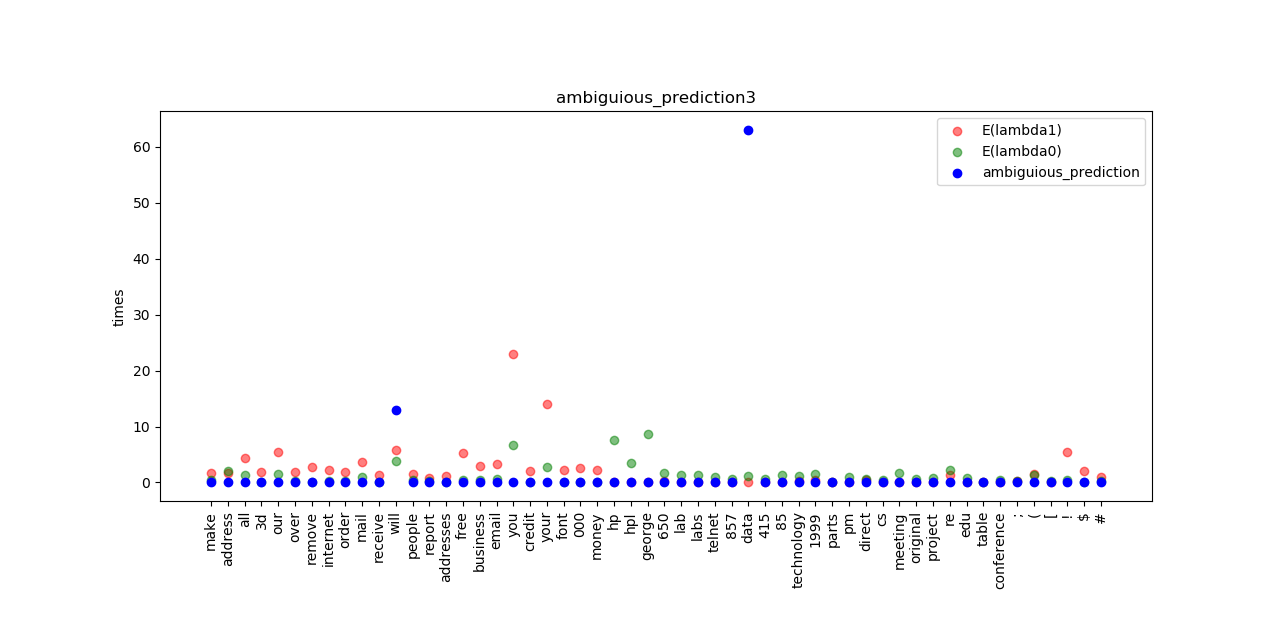 ambiguious_prediction3
E(lambda1)
E(lambda0)
ambiguious_prediction
times
60
50
40
30
20
10
0
make
address
all
3d
our
over
remove
internet
order
mail
receive
will
people
report
addresses
free
business
email
you
credit
your
font
000
money
hp
hpl
george
650
lab
labs
telnet
857
data
415
85
technology
1999
parts
pm
direct
cs
meeting
original
project
re
edu
table
conference
;
(
[
!
$
#